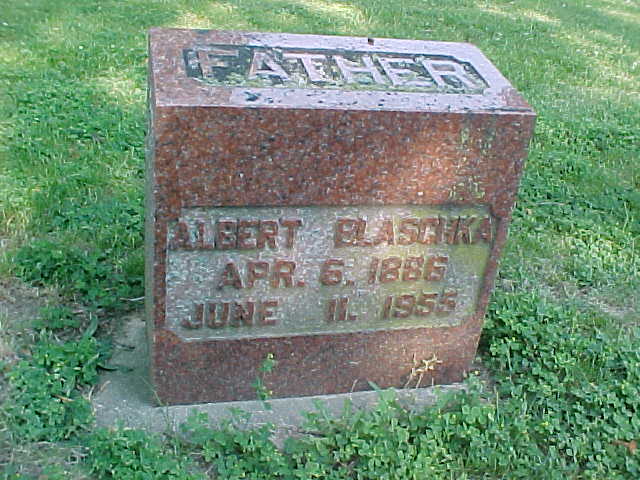 FATHER
ALBERT BLASCHKA
APR. 6. 1886
JUNE 11. 1955